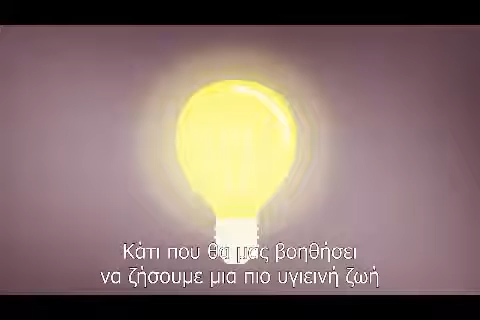 Κάτι που θα μας βοηθήσει
να ζήσουμε μια πιο υγιεινή ζωή